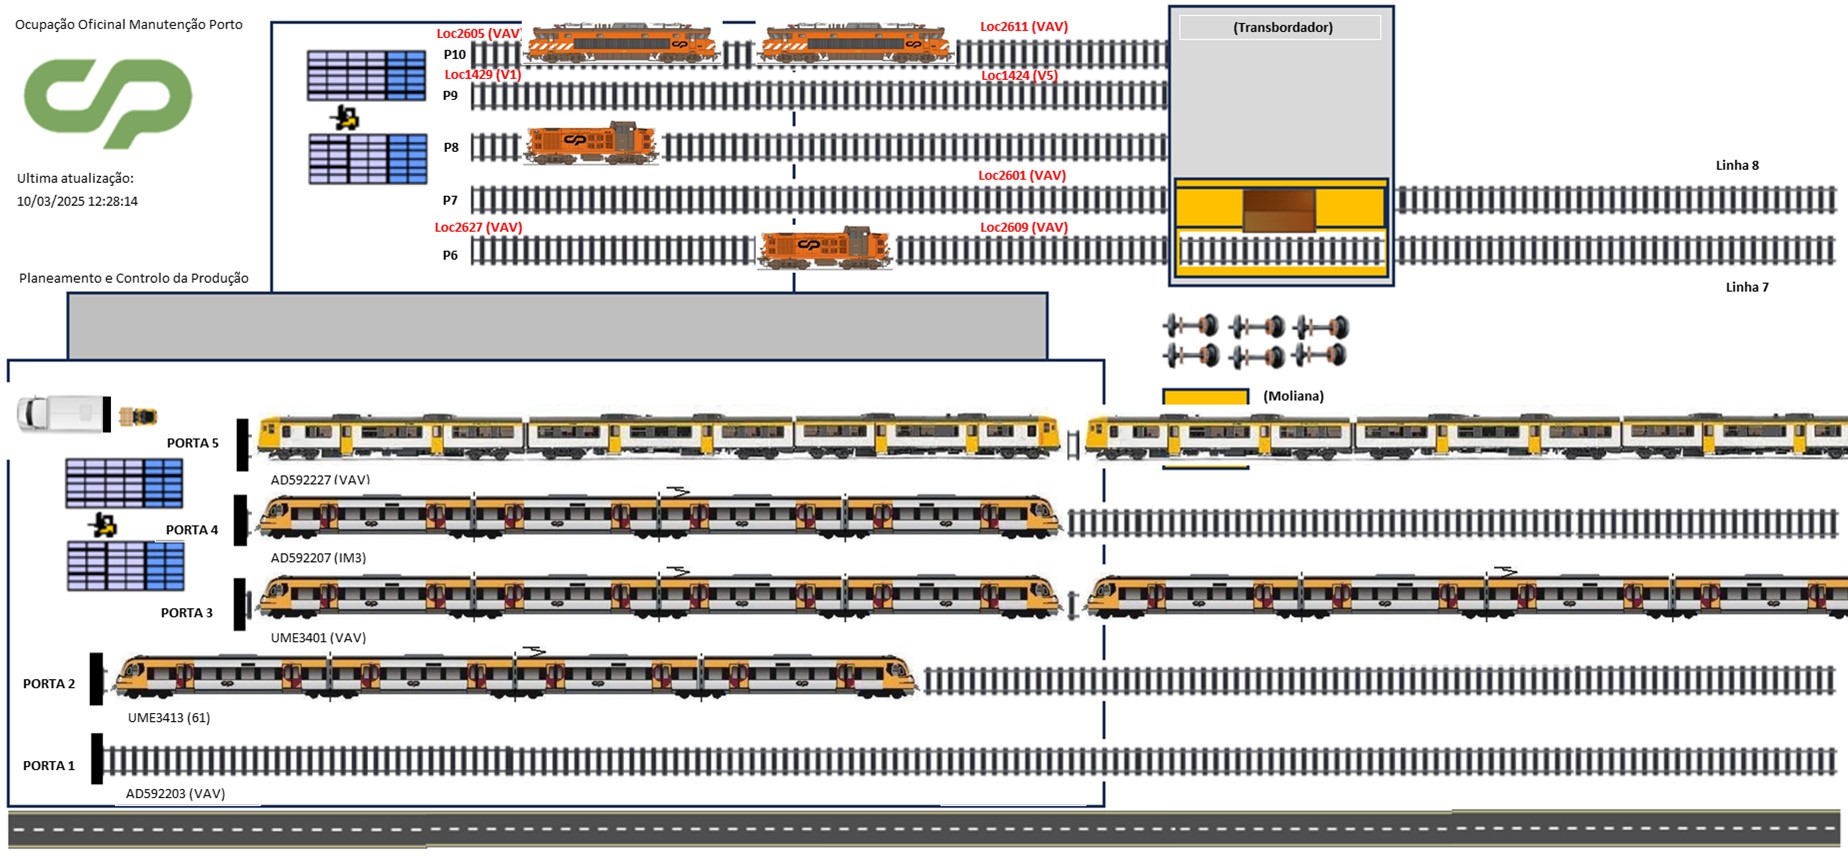 Ocupação Oficinal Manutenção Porto
Ultima atualização:
10/03/2025 12:28:14
Planeamento e Controlo da Produção
Loc2605 (VAV)
Loc2611 (VAV)
P10
Loc1429 (V1)
Loc1424 (V5)
P9
P8
Loc2601 (VAV)
P7
Loc2627 (VAV)
Loc2609 (VAV)
P6
(Transbordador)
Linha 8
Linha 7
(Moliana)
PORTA 5
AD592227 (VAV)
PORTA 4
AD592207 (IM3)
PORTA 3
UME3401 (VAV)
PORTA 2
UME3413 (61)
PORTA 1
AD592203 (VAV)